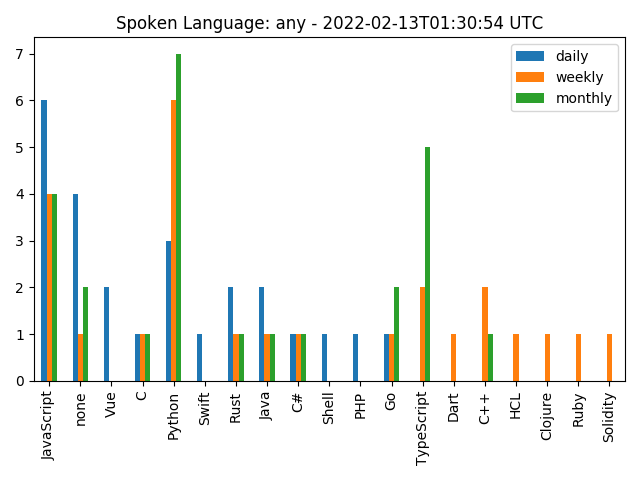 Spoken Language: any - 2022-02-13T01:30:54 UTC
daily
weekly
monthly
7
6
5
4
3
2
1
0
JavaScript
none
Vue
C
Python
Swift
Rust
Java
C#
Shell
PHP
Go
TypeScript
Dart
C++
HCL
Clojure
Ruby
Solidity